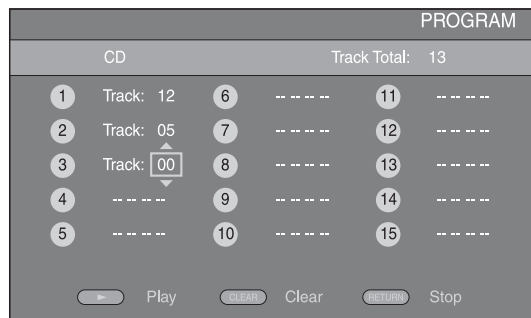 PROGRAM
CD Track Total: 13
1 Track: 12 6 -- -- -- -- 11 -- -- -- --
2 Track: 05 7 -- -- -- -- 12 -- -- -- --
3 Track: 00 8 -- -- -- -- 13 -- -- -- --
4 -- -- -- -- 9 -- -- -- -- 14 -- -- -- --
5 -- -- -- -- 10 -- -- -- -- 15 -- -- -- --
Play CLEAR Clear RETURN Stop